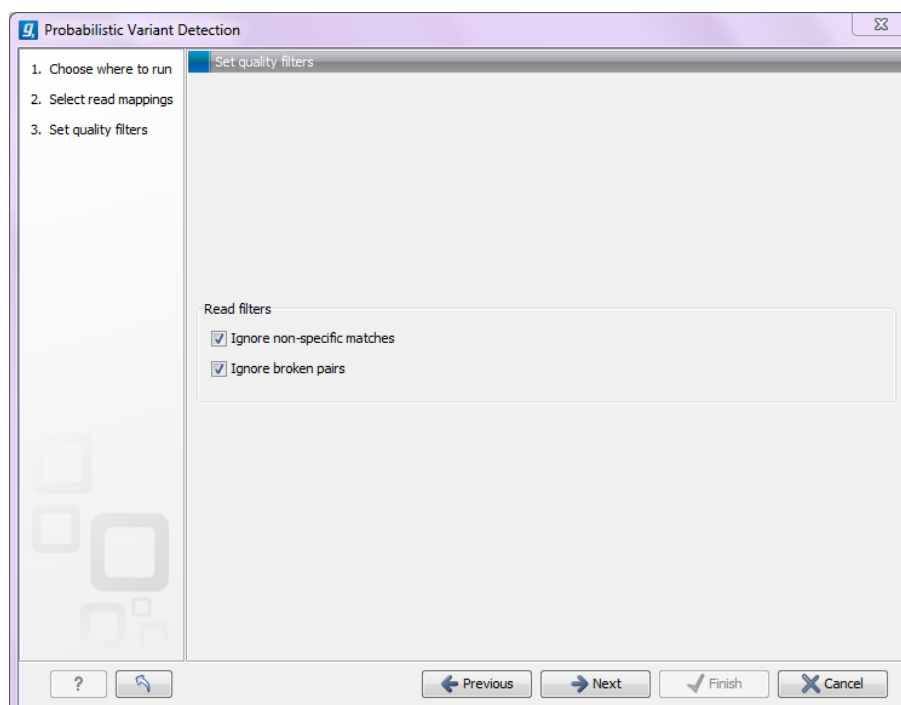 Probabilistic Variant Detection
1. Choose where to run
2. Select read mappings
3. Set quality filters
Set quality filters
Read filters
Ignore non-specific matches
Ignore broken pairs
?
Previous
Next
Finish
Cancel